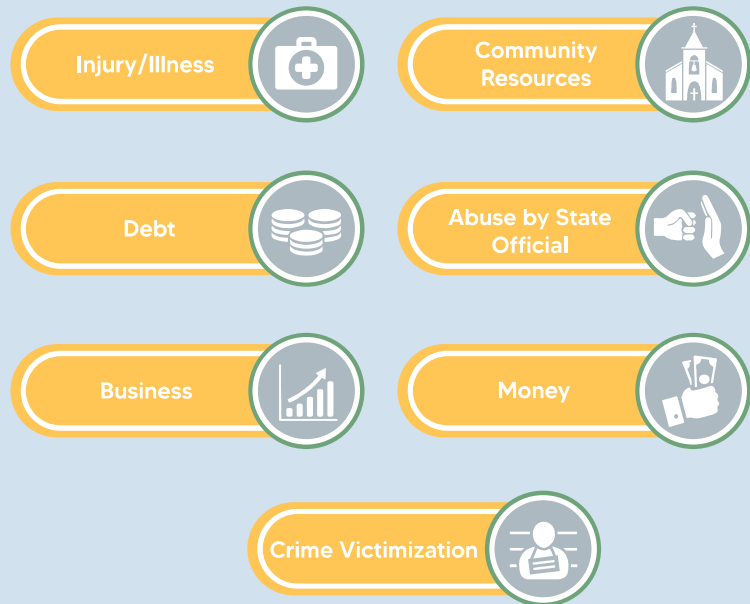 Injury/Illness
Community
Resources
Debt
Abuse by State
Official
Business
Money
Crime Victimization